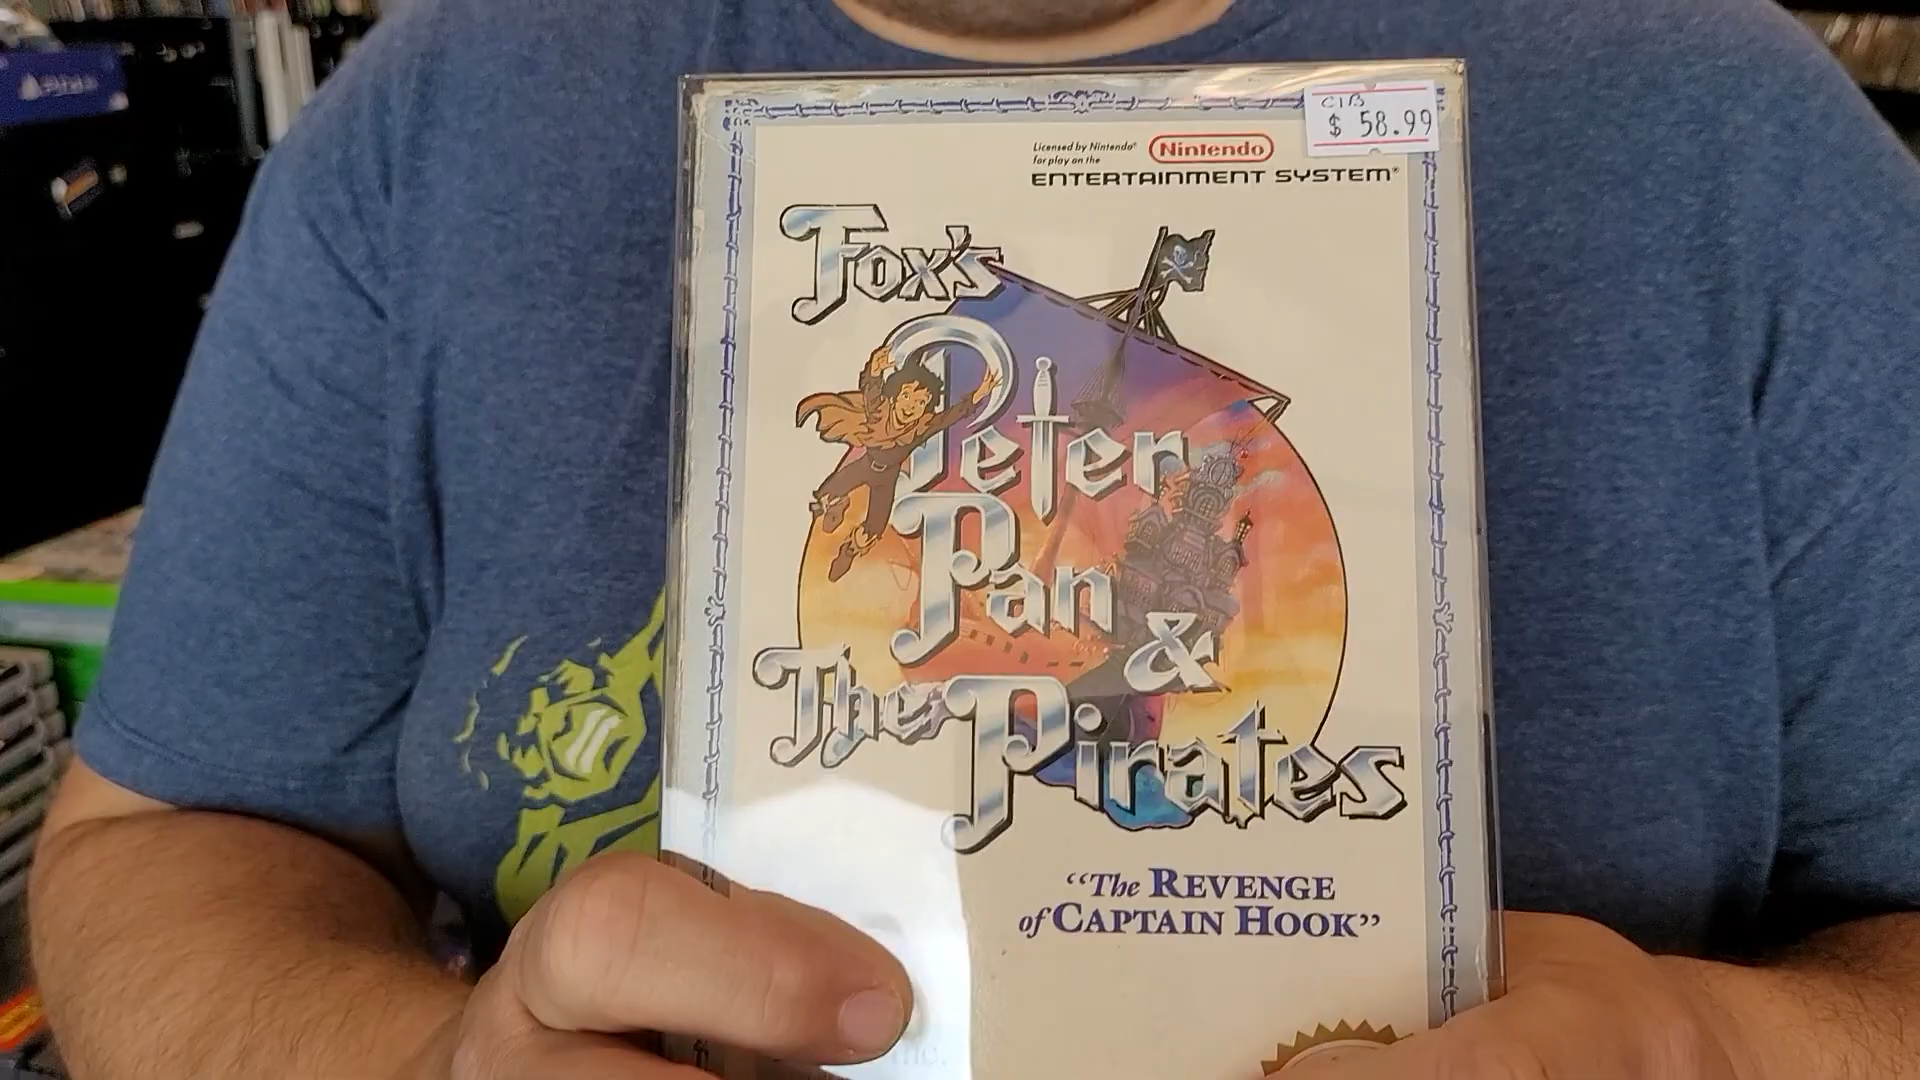 CIB
$ 58.99
Licensed by Nintendo®
for play on the
Nintendo
ENTERTAINMENT SYSTEM®
Fox's
Peter
Pan
&
The Pirates
“The REVENGE
of CAPTAIN HOOK”